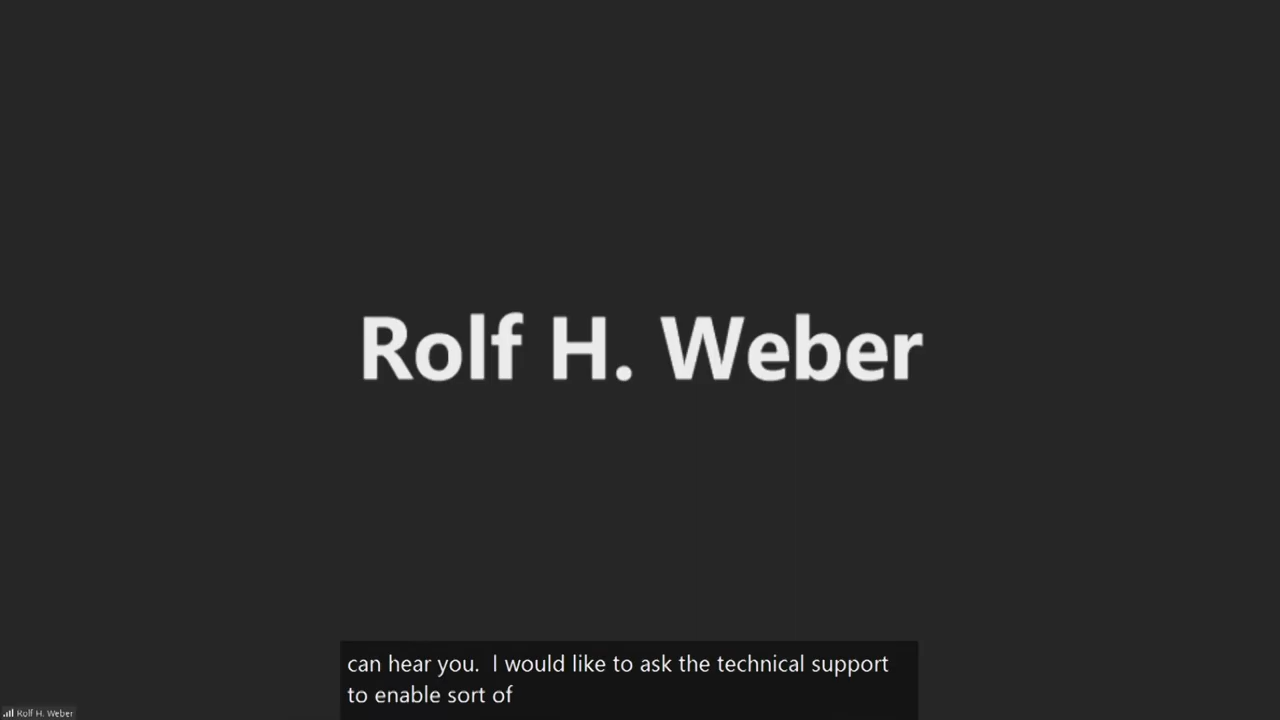 Rolf H. Weber
can hear you.  I would like to ask the technical support
to enable sort of
Rolf H. Weber